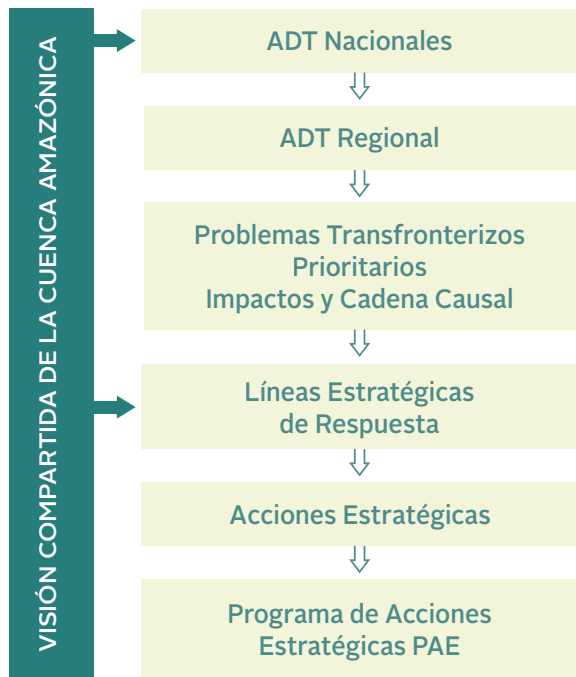 VISIÓN COMPARTIDA DE LA CUENCA AMAZÓNICA
ADT Nacionales
ADT Regional
Problemas Transfronterizos
Prioritarios
Impactos y Cadena Causal
Líneas Estratégicas
de Respuesta
Acciones Estratégicas
Programa de Acciones
Estratégicas PAE